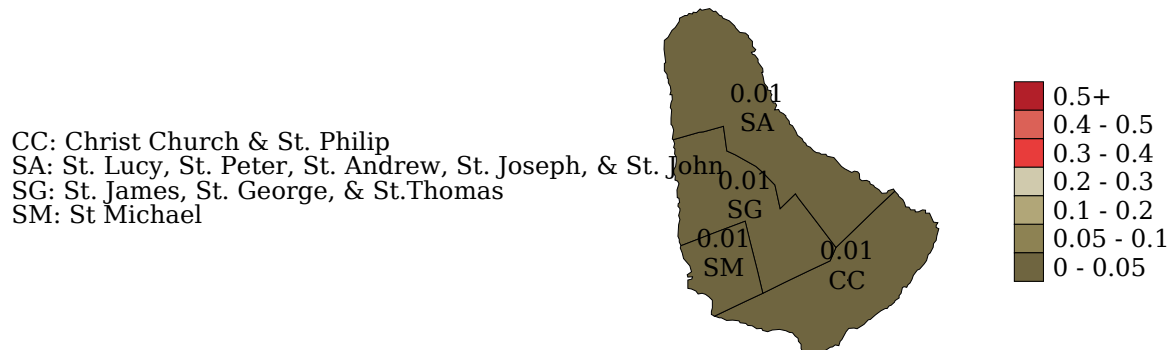 CC: Christ Church & St. Philip
SA: St. Lucy, St. Peter, St. Andrew, St. Joseph, & St. John
SG: St. James, St. George, & St.Thomas
SM: St Michael
0.01
SA
0.01
SG
0.01
SM
0.01
CC
0.5+
0.4 - 0.5
0.3 - 0.4
0.2 - 0.3
0.1 - 0.2
0.05 - 0.1
0 - 0.05